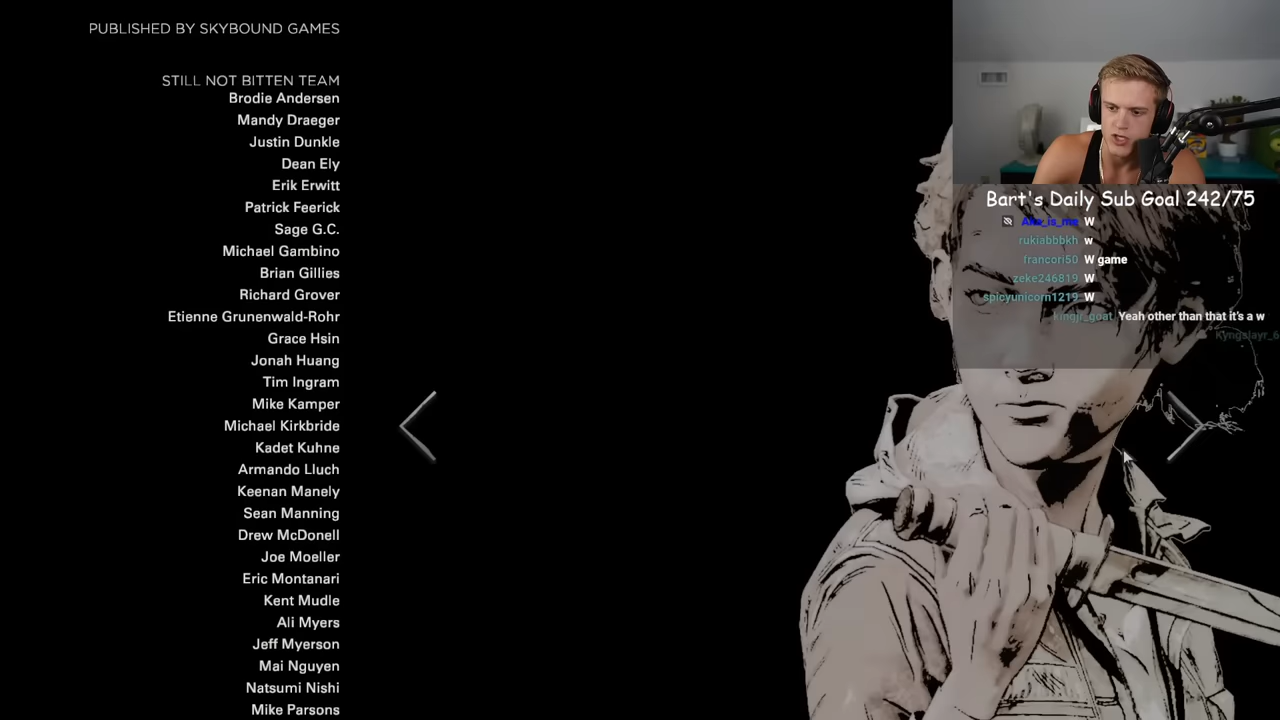 PUBLISHED BY SKYBOUND GAMES
STILL NOT BITTEN TEAM
Brodie Andersen
Mandy Draeger
Justin Dunkle
Dean Ely
Erik Erwitt
Patrick Feerick
Sage G.C.
Michael Gambino
Brian Gillies
Richard Grover
Etienne Grunenwald-Rohr
Grace Hsin
Jonah Huang
Tim Ingram
Mike Kamper
Michael Kirkbride
Kadet Kuhne
Armando Lluch
Keenan Manely
Sean Manning
Drew McDonell
Joe Moeller
Eric Montanari
Kent Mudle
Ali Myers
Jeff Myerson
Mai Nguyen
Natsumi Nishi
Mike Parsons
Bart's Daily Sub Goal 242/75
W
rukiabbbkh w
francori50 W game
zeke246819 W
spicyunicorn1219 W
kingjr_goat Yeah other than that it's a w
Kyngslayr_6